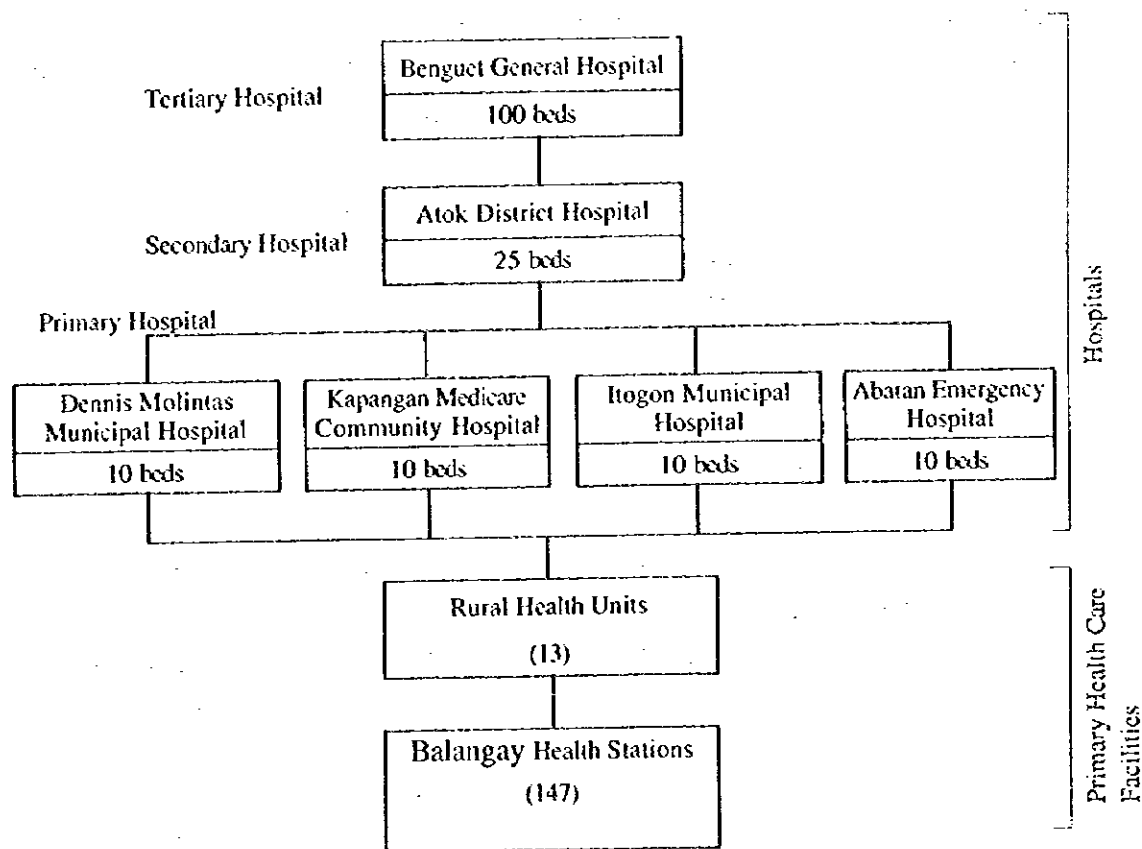 Tertiary Hospital
Benguet General Hospital
100 beds
Secondary Hospital
Atok District Hospital
25 beds
Primary Hospital
Dennis Molintas
Municipal Hospital
10 beds
Kapangan Medicare
Community Hospital
10 beds
Itogon Municipal
Hospital
10 beds
Abatan Emergency
Hospital
10 beds
Hospitals
Rural Health Units
(13)
Balangay Health Stations
(147)
Primary Health Care
Facilities